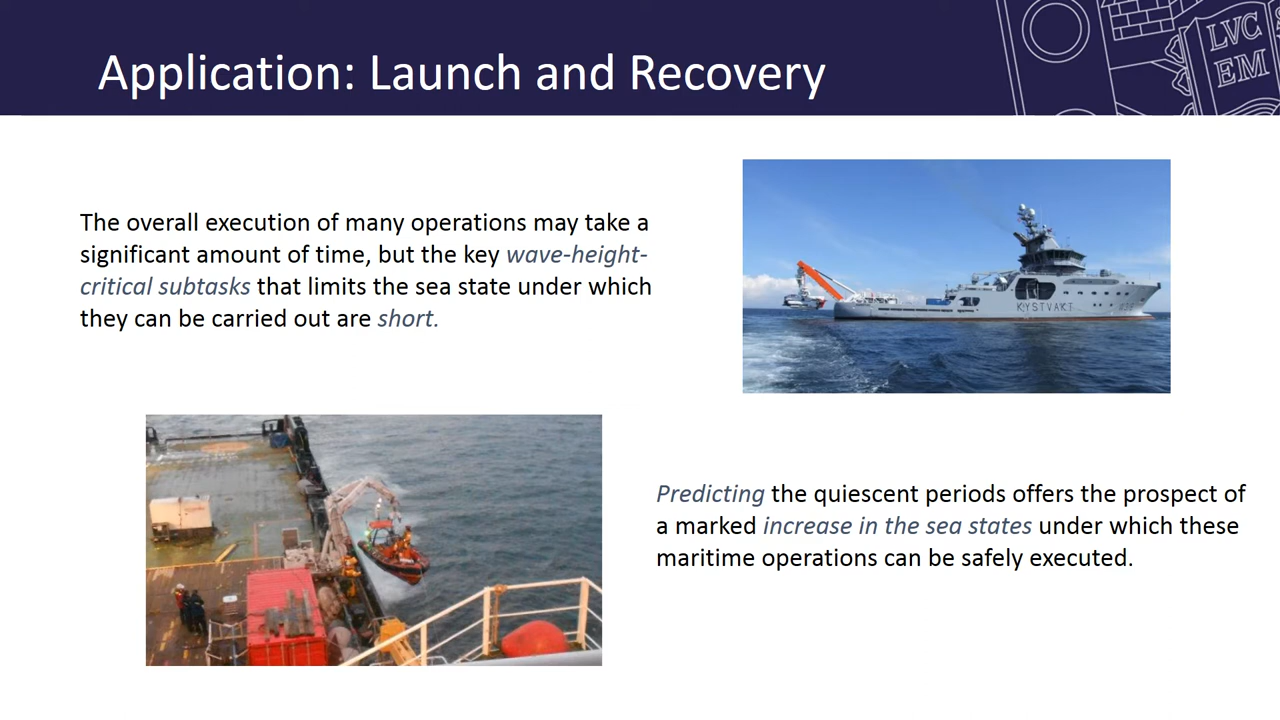 Application: Launch and Recovery
LVC
EM
The overall execution of many operations may take a
significant amount of time, but the key wave-height-
critical subtasks that limits the sea state under which
they can be carried out are short.
KYSTVAKT
Predicting the quiescent periods offers the prospect of
a marked increase in the sea states under which these
maritime operations can be safely executed.